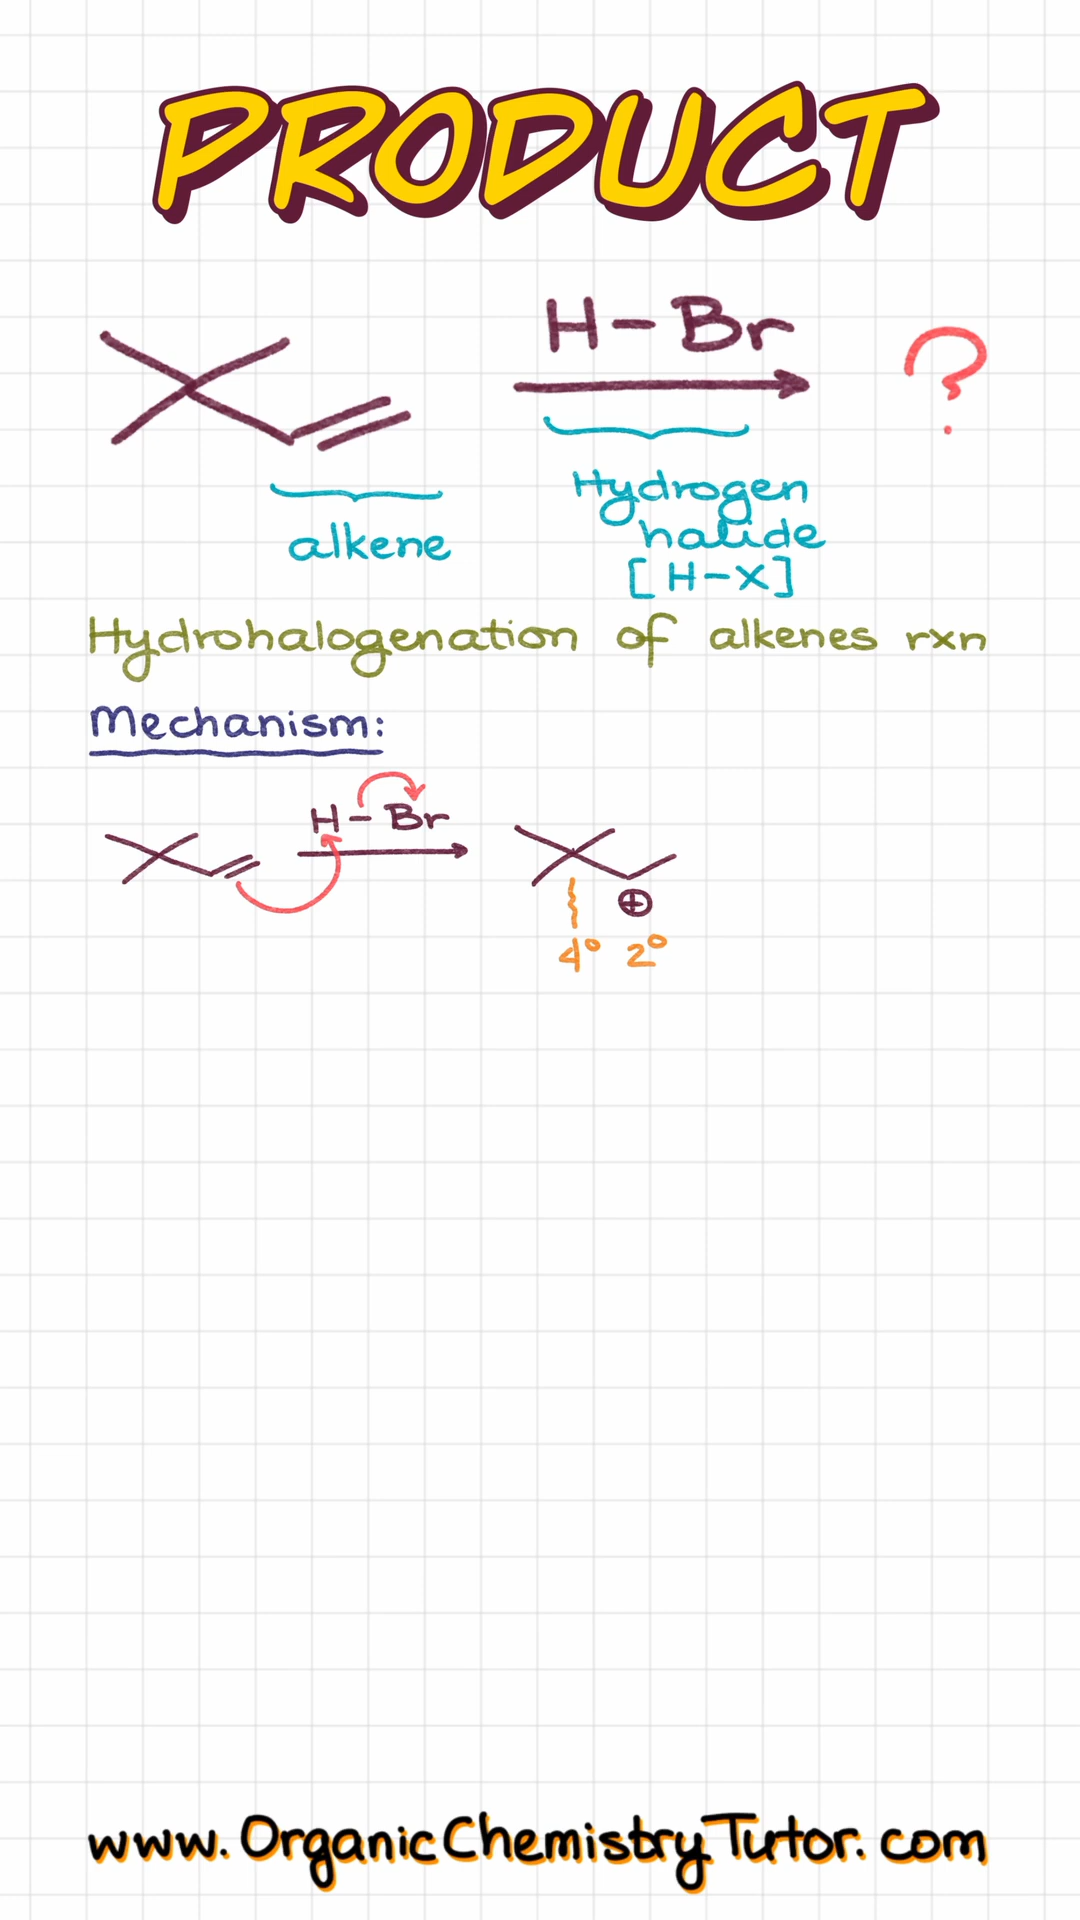 PRODUCT
H-Br
?
alkene
Hydrogen
halide
[H-X]
Hydrohalogenation of alkenes rxn
Mechanism:
H-Br
⊕
4° 2°
www.OrganicChemistryTutor.com